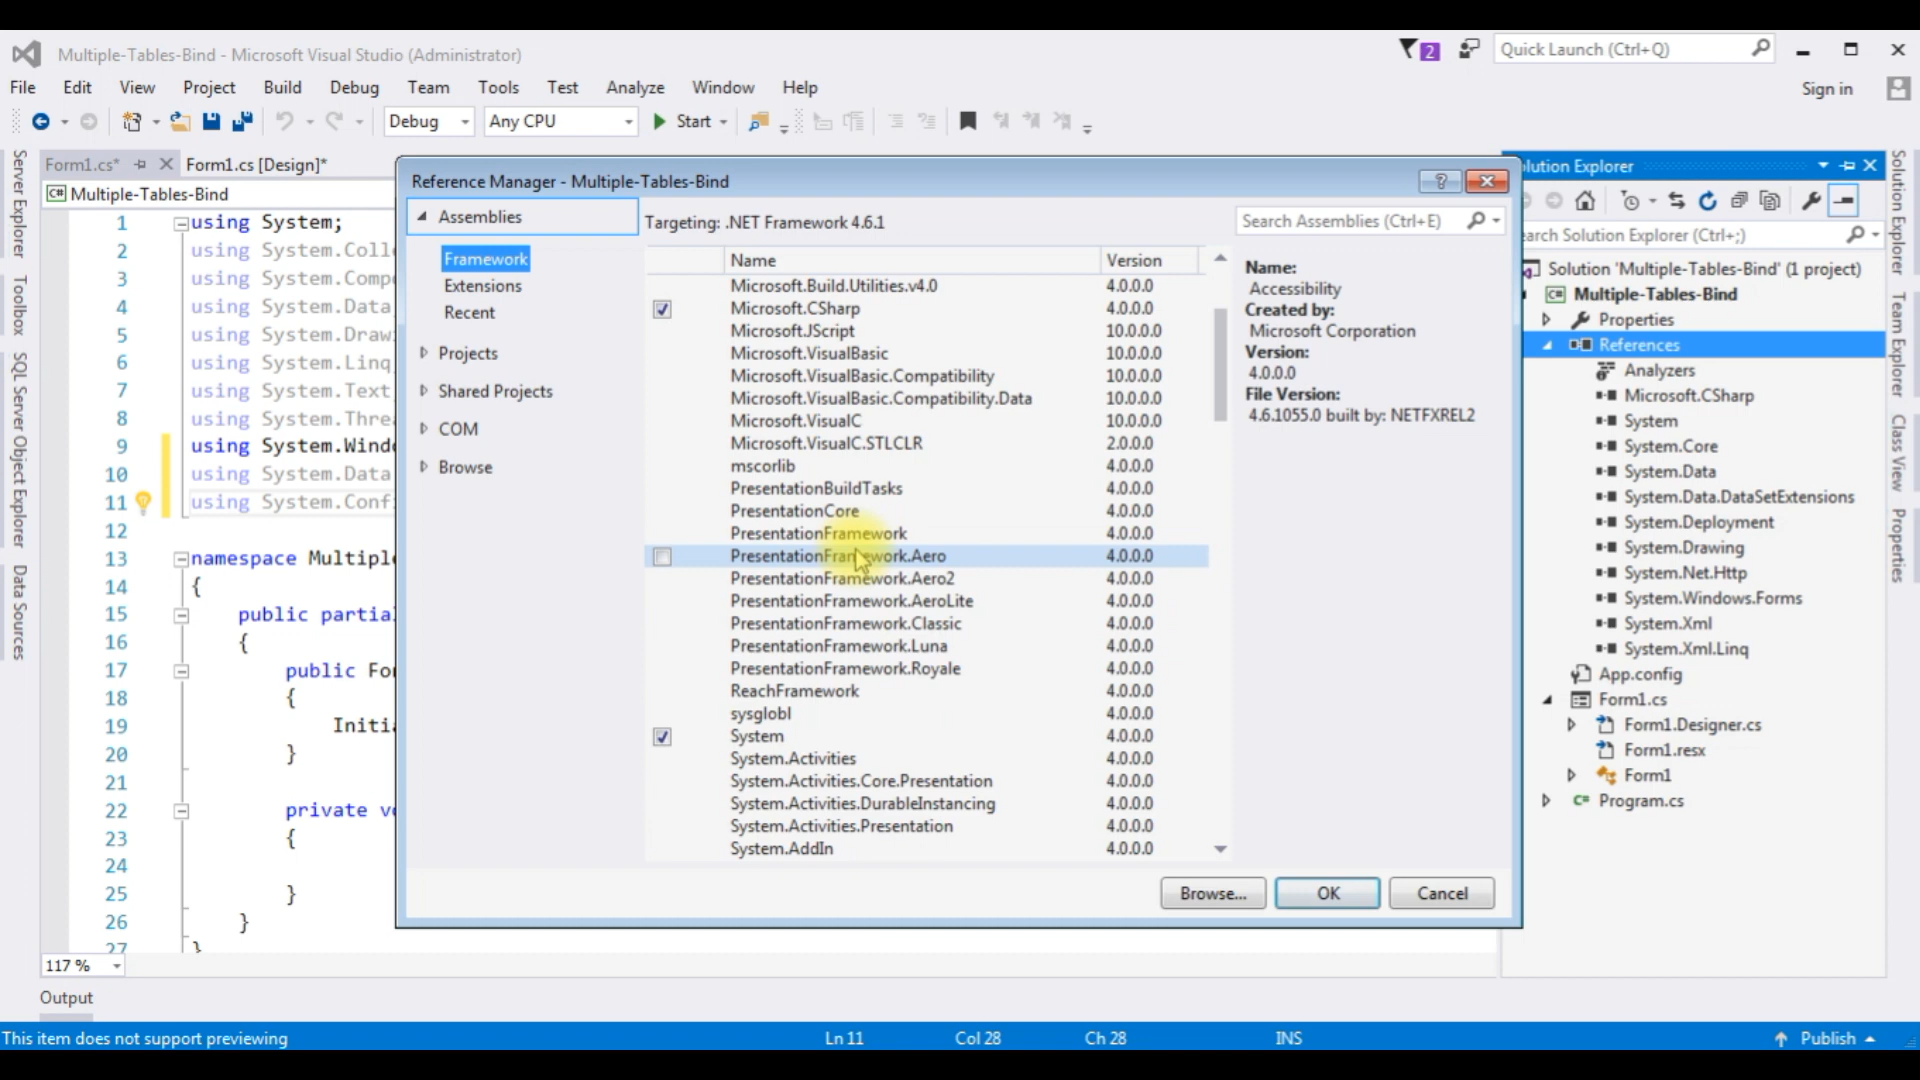 Multiple-Tables-Bind - Microsoft Visual Studio (Administrator)
2
Quick Launch (Ctrl+Q)
File Edit View Project Build Debug Team Tools Test Analyze Window Help
Sign in
Debug Any CPU Start
Server Explorer
Toolbox
SQL Server Object Explorer
Data Sources
Form1.cs* Form1.cs [Design]*
C# Multiple-Tables-Bind
1 using System;
2 using System.Coll
3 using System.Comp
4 using System.Data
5 using System.Draw
6 using System.Linq
7 using System.Text
8 using System.Thre
9 using System.Wind
10 using System.Data
11 using System.Conf
12
13 namespace Multipl
14 {
15 public partia
16 {
17 public Fo
18 {
19 Initi
20 }
21
22 private v
23 {
24
25 }
26 }
27 }
117 %
Output
Reference Manager - Multiple-Tables-Bind
?
Assemblies
Framework
Extensions
Recent
Projects
Shared Projects
COM
Browse
Targeting: .NET Framework 4.6.1
Search Assemblies (Ctrl+E)
Name Version
Microsoft.Build.Utilities.v4.0 4.0.0.0
Microsoft.CSharp 4.0.0.0
Microsoft.JScript 10.0.0.0
Microsoft.VisualBasic 10.0.0.0
Microsoft.VisualBasic.Compatibility 10.0.0.0
Microsoft.VisualBasic.Compatibility.Data 10.0.0.0
Microsoft.VisualC 10.0.0.0
Microsoft.VisualC.STLCLR 2.0.0.0
mscorlib 4.0.0.0
PresentationBuildTasks 4.0.0.0
PresentationCore 4.0.0.0
PresentationFramework 4.0.0.0
PresentationFramework.Aero 4.0.0.0
PresentationFramework.Aero2 4.0.0.0
PresentationFramework.AeroLite 4.0.0.0
PresentationFramework.Classic 4.0.0.0
PresentationFramework.Luna 4.0.0.0
PresentationFramework.Royale 4.0.0.0
ReachFramework 4.0.0.0
sysglobl 4.0.0.0
System 4.0.0.0
System.Activities 4.0.0.0
System.Activities.Core.Presentation 4.0.0.0
System.Activities.DurableInstancing 4.0.0.0
System.Activities.Presentation 4.0.0.0
System.AddIn 4.0.0.0
Name:
Accessibility
Created by:
Microsoft Corporation
Version:
4.0.0.0
File Version:
4.6.1055.0 built by: NETFXREL2
Browse... OK Cancel
olution Explorer
earch Solution Explorer (Ctrl+;)
Solution 'Multiple-Tables-Bind' (1 project)
C# Multiple-Tables-Bind
Properties
References
Analyzers
Microsoft.CSharp
System
System.Core
System.Data
System.Data.DataSetExtensions
System.Deployment
System.Drawing
System.Net.Http
System.Windows.Forms
System.Xml
System.Xml.Linq
App.config
Form1.cs
Form1.Designer.cs
Form1.resx
Form1
C# Program.cs
Solution Explorer
Team Explorer
Class View
Properties
This item does not support previewing Ln 11 Col 28 Ch 28 INS Publish